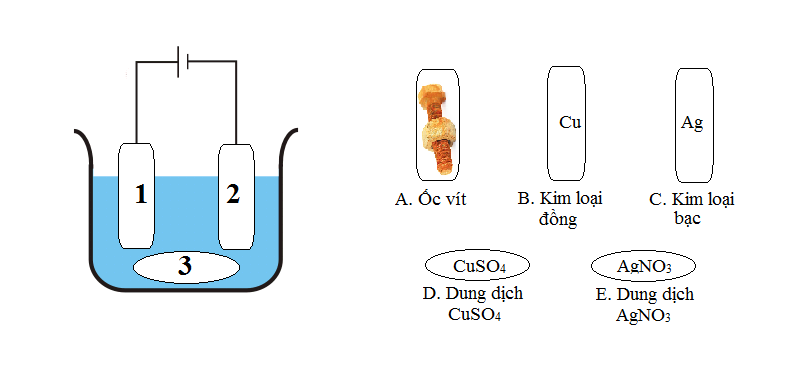 1
2
3
Cu
Ag
A. Ốc vít
B. Kim loại
đồng
C. Kim loại
bạc
CuSO₄
AgNO₃
D. Dung dịch
CuSO₄
E. Dung dịch
AgNO₃